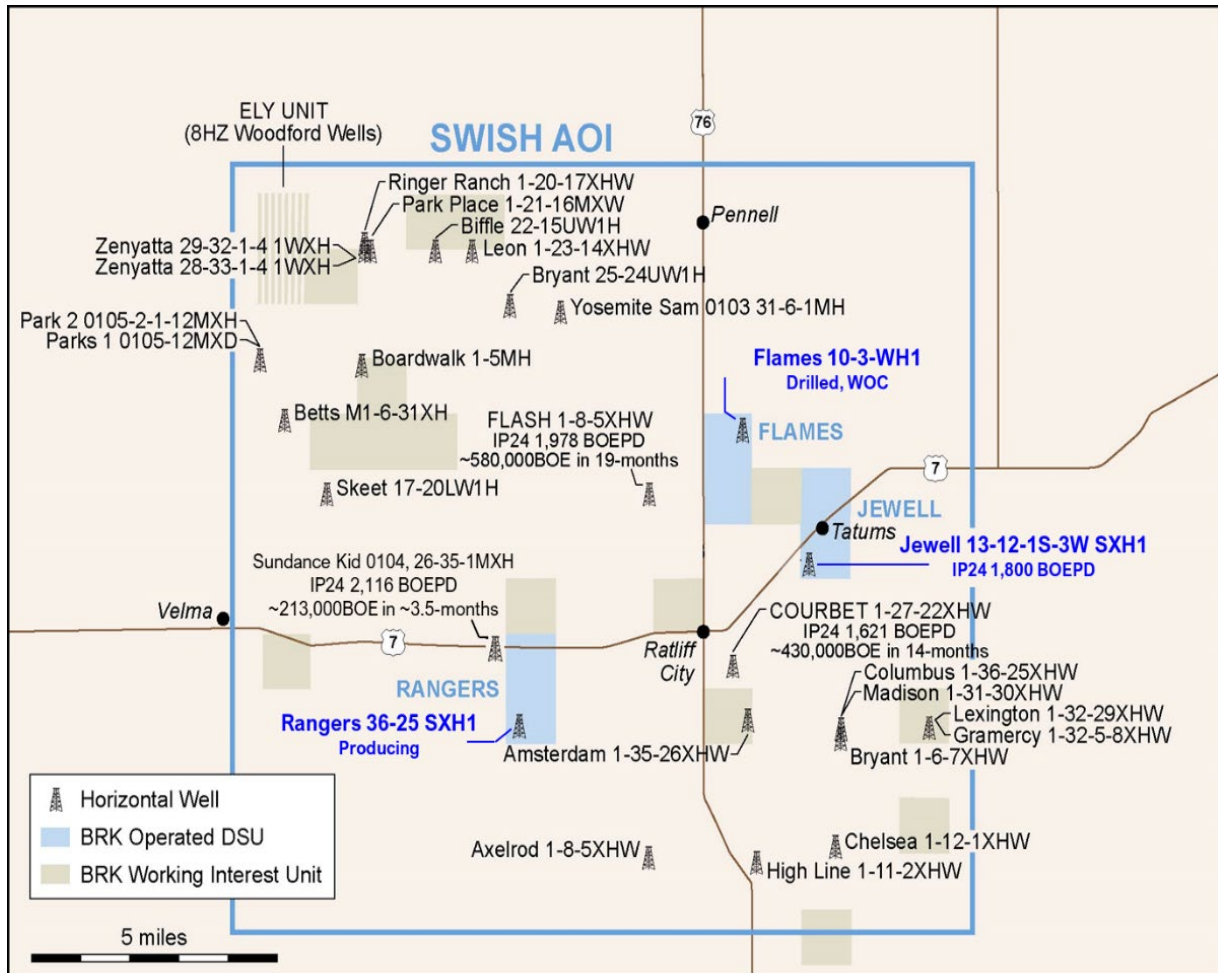 ELY UNIT
(8HZ Woodford Wells)
SWISH AOI
76
Ringer Ranch 1-20-17XHW
Park Place 1-21-16MXW
Pennell
Biffle 22-15UW1H
Zenyatta 29-32-1-4 1WXH
Leon 1-23-14XHW
Zenyatta 28-33-1-4 1WXH
Bryant 25-24UW1H
Yosemite Sam 0103 31-6-1MH
Park 2 0105-2-1-12MXH
Parks 1 0105-12MXD
Boardwalk 1-5MH
Flames 10-3-WH1
Drilled, WOC
Betts M1-6-31XH
FLASH 1-8-5XHW
IP24 1,978 BOEPD
~580,000BOE in 19-months
FLAMES
7
Skeet 17-20LW1H
JEWELL
Tatums
Jewell 13-12-1S-3W SXH1
IP24 1,800 BOEPD
Sundance Kid 0104, 26-35-1MXH
IP24 2,116 BOEPD
~213,000BOE in ~3.5-months
Velma
7
Ratliff
City
COURBET 1-27-22XHW
IP24 1,621 BOEPD
~430,000BOE in 14-months
Columbus 1-36-25XHW
Madison 1-31-30XHW
RANGERS
Rangers 36-25 SXH1
Producing
Lexington 1-32-29XHW
Gramercy 1-32-5-8XHW
Amsterdam 1-35-26XHW
Bryant 1-6-7XHW
Horizontal Well
BRK Operated DSU
BRK Working Interest Unit
Axelrod 1-8-5XHW
Chelsea 1-12-1XHW
High Line 1-11-2XHW
5 miles